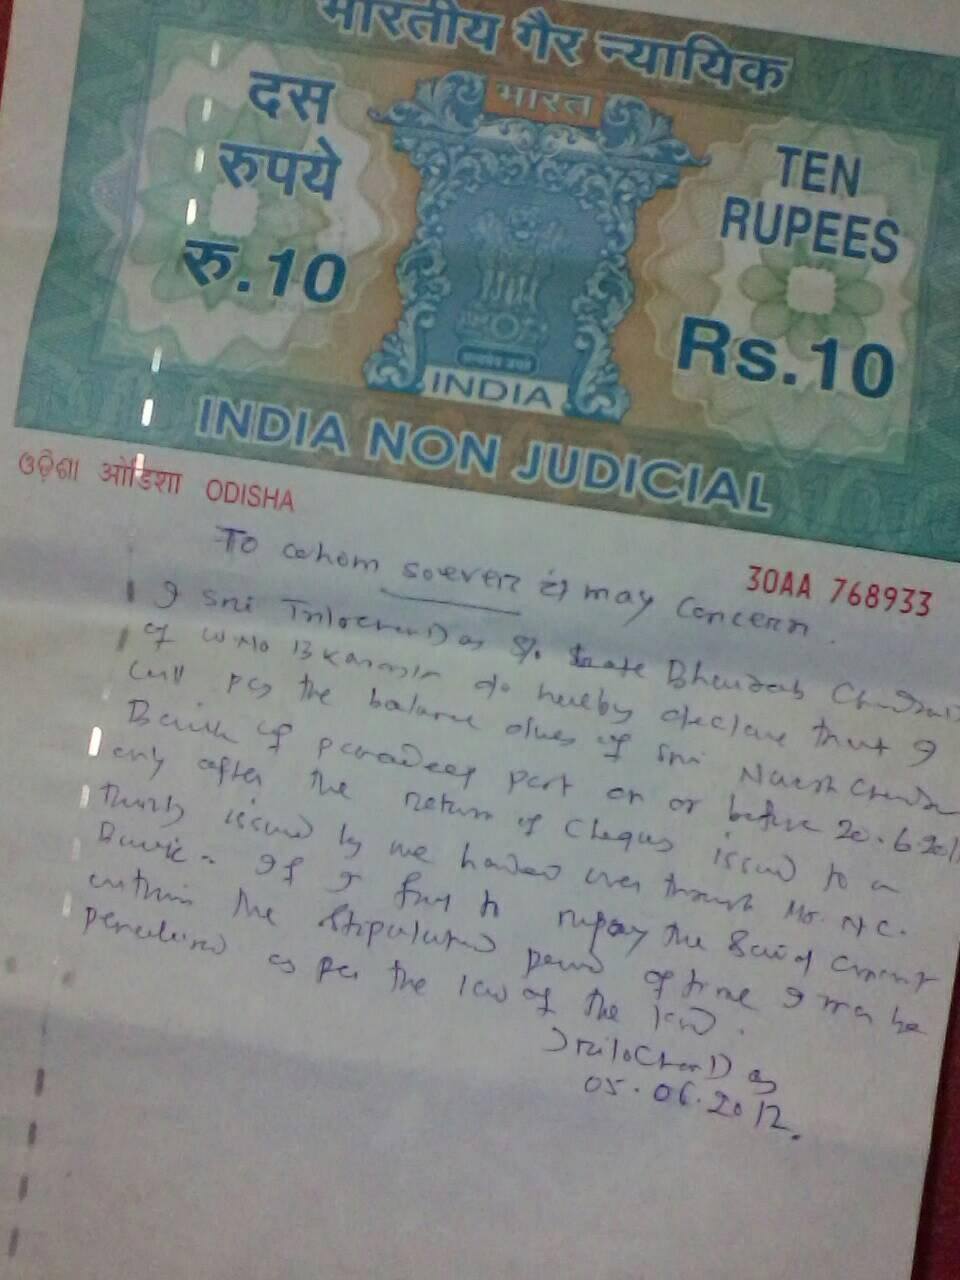 भारतीय गैर न्यायिक
भारत
दस
रुपये
रु.10
TEN
RUPEES
Rs.10
सत्यमेव जयते
INDIA
INDIA NON JUDICIAL
ଓଡ଼ିଶା ओडिशा ODISHA
30AA 768933
To whom soever it may Concern.
I Sri Trilochan Das S/o. Late
of W.No 13 do hereby declare that I
will pay the balance dues of Sri Naresh Chandra
Barik of paradeep port on or before 20.6.201
only after the return of Cheques issued to a
issued by me handed over through Mr. N.C.
Barik. If I fail to repay the Said amount
within the Stipulated period of time I may be
penalised as per the law of the land.
Trilochan Das
05.06.2012.